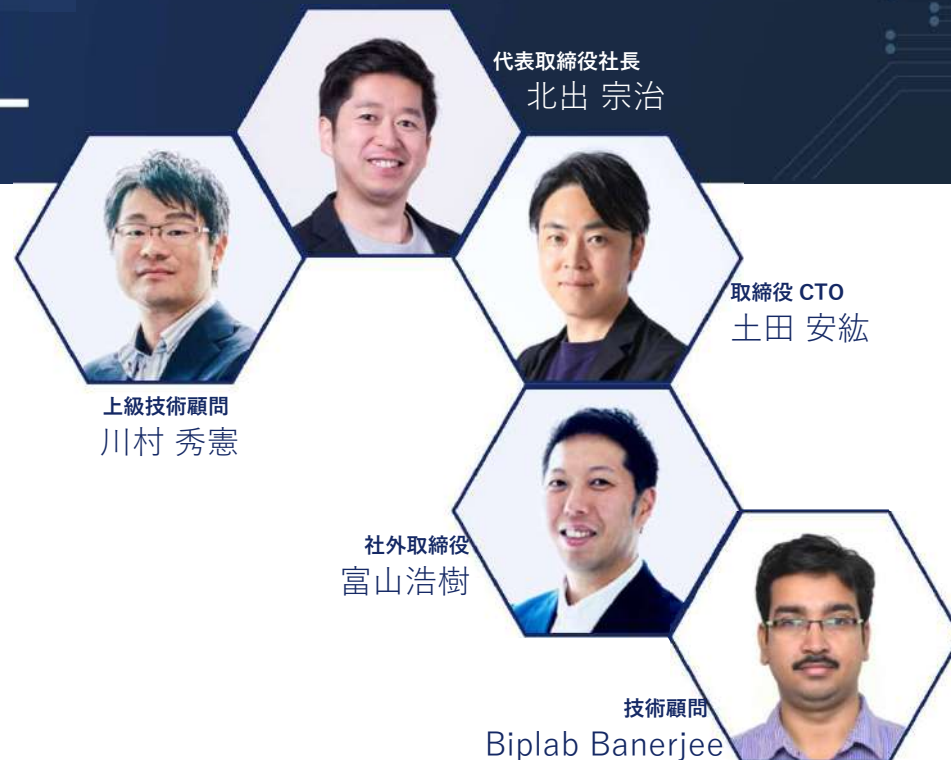 代表取締役社長
北出 宗治
取締役 CTO
土田 安紘
上級技術顧問
川村 秀憲
社外取締役
富山浩樹
技術顧問
Biplab Banerjee